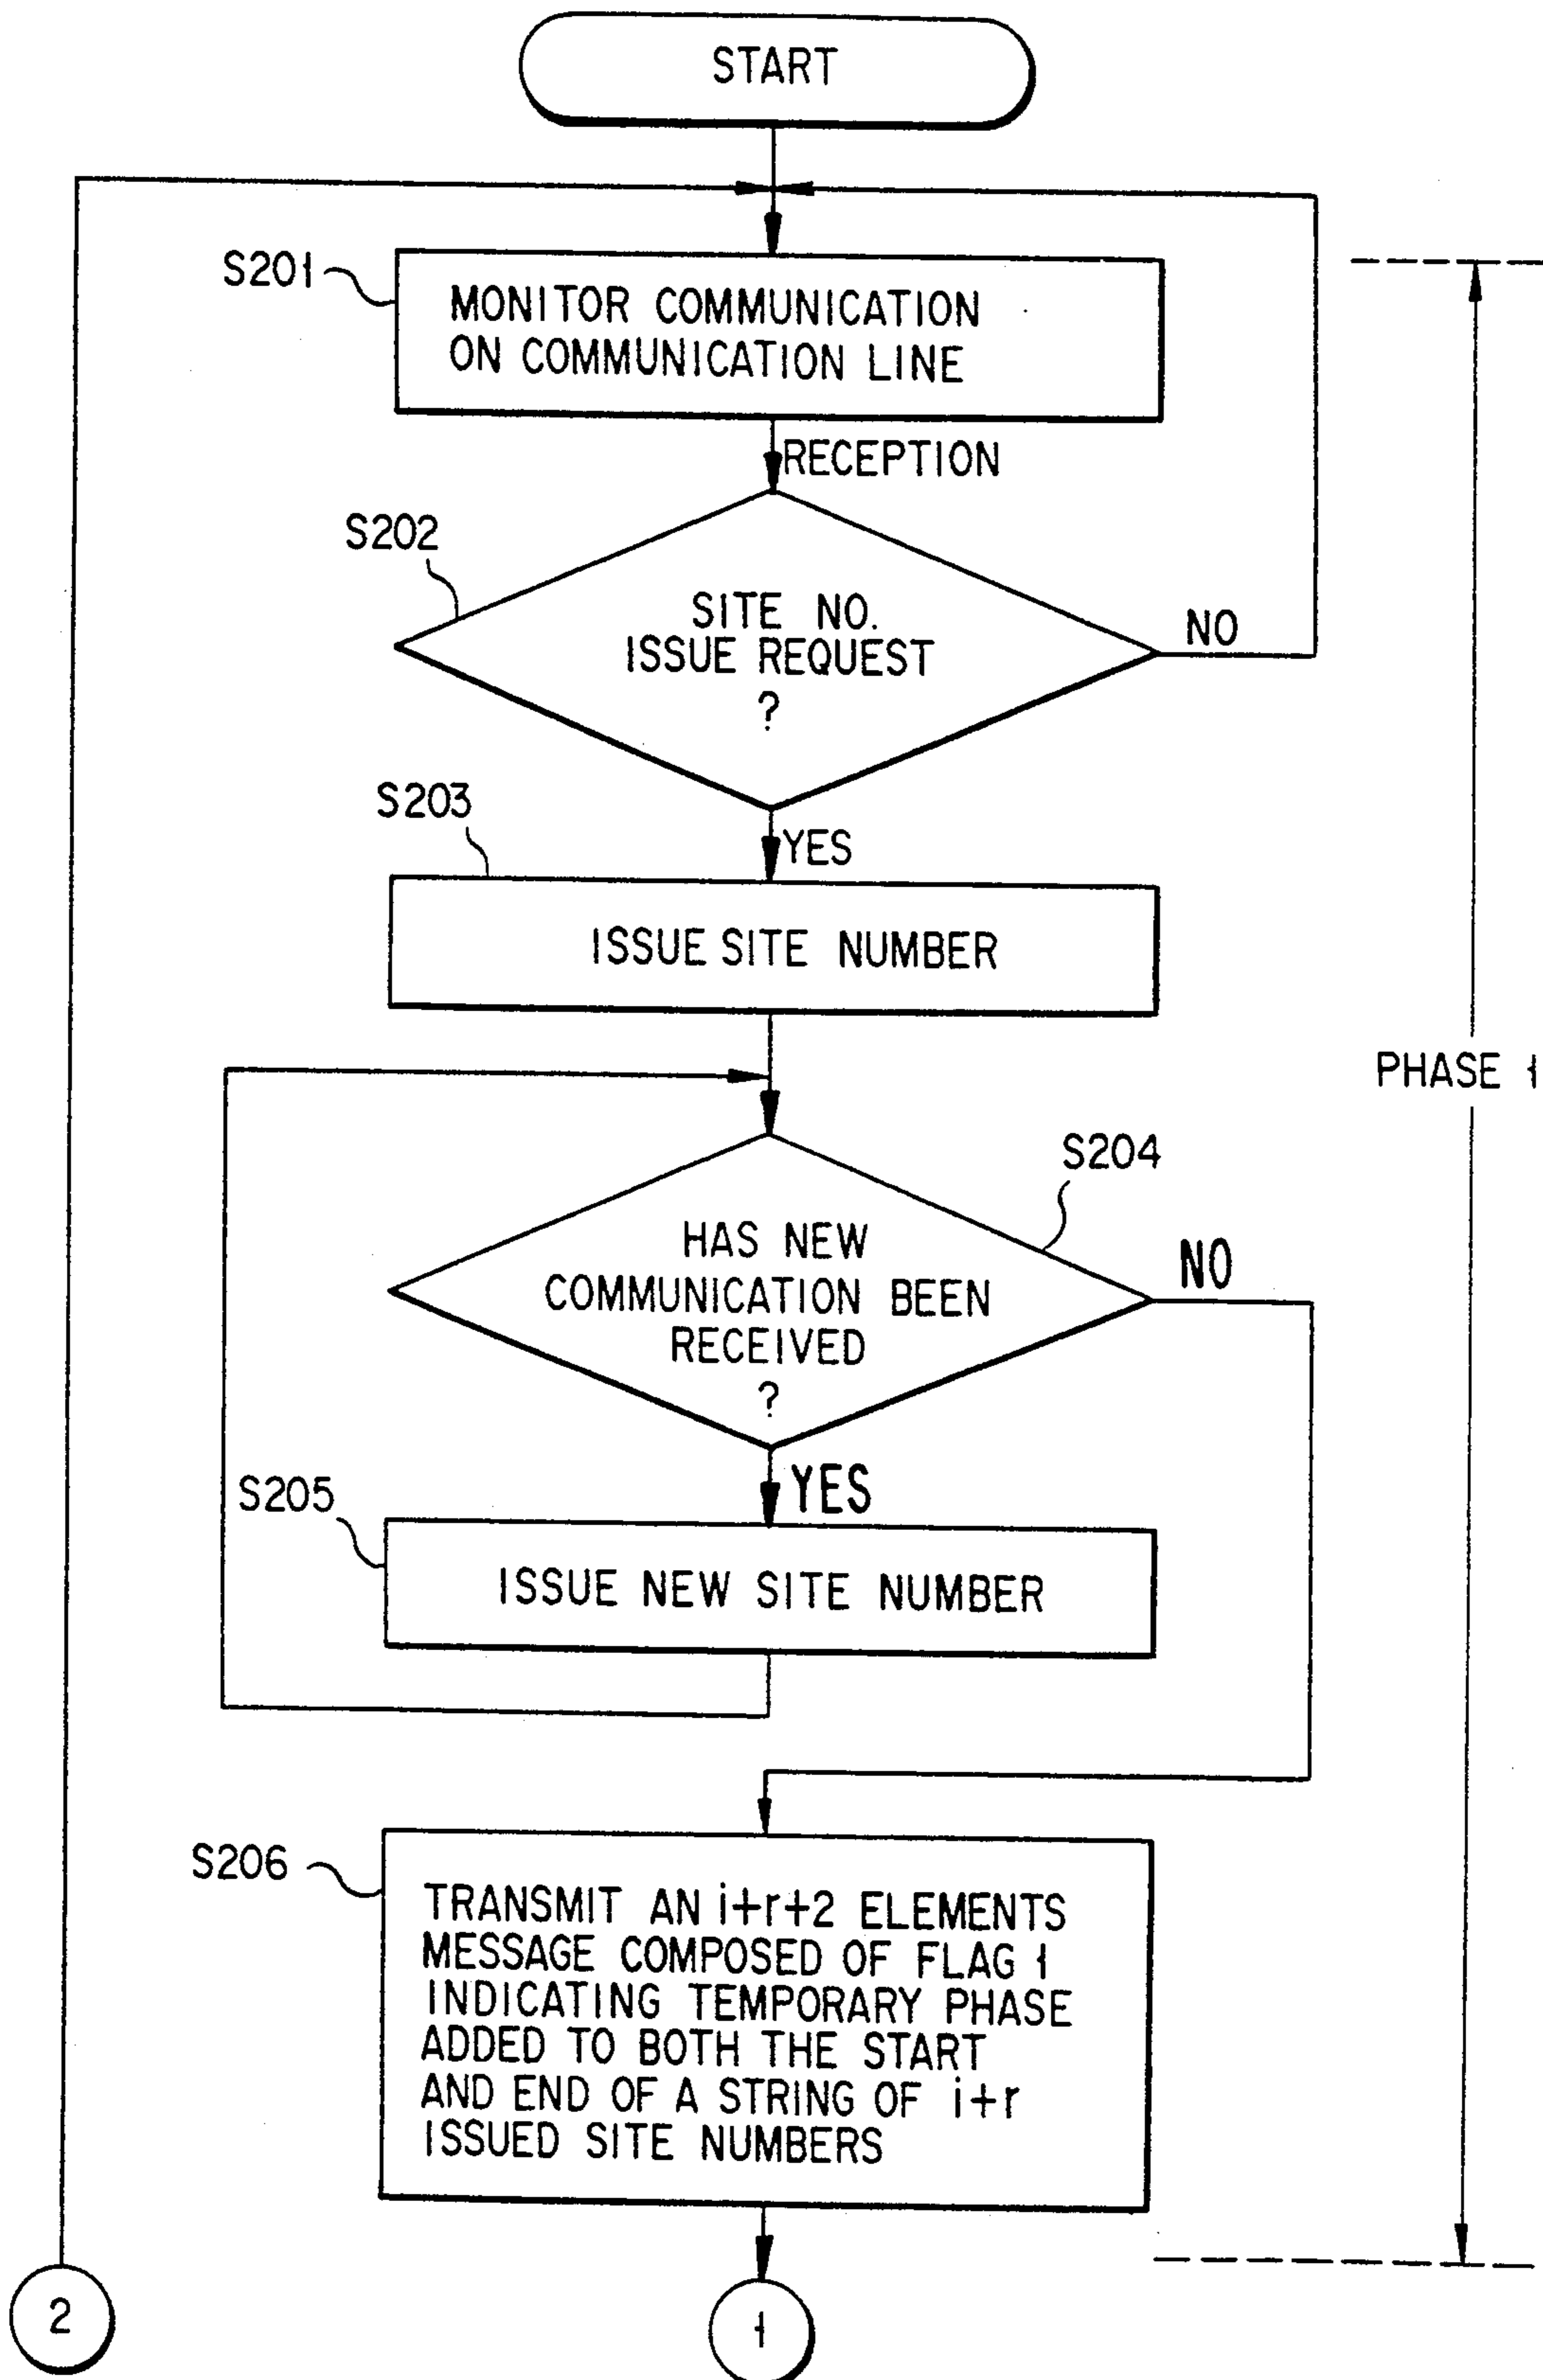 START
S201
MONITOR COMMUNICATION
ON COMMUNICATION LINE
RECEPTION
S202
SITE NO.
ISSUE REQUEST
?
NO
S203
YES
ISSUE SITE NUMBER
PHASE 1
S204
HAS NEW
COMMUNICATION BEEN
RECEIVED
?
NO
YES
S205
ISSUE NEW SITE NUMBER
S206
TRANSMIT AN i+r+2 ELEMENTS
MESSAGE COMPOSED OF FLAG 1
INDICATING TEMPORARY PHASE
ADDED TO BOTH THE START
AND END OF A STRING OF i+r
ISSUED SITE NUMBERS
2
1